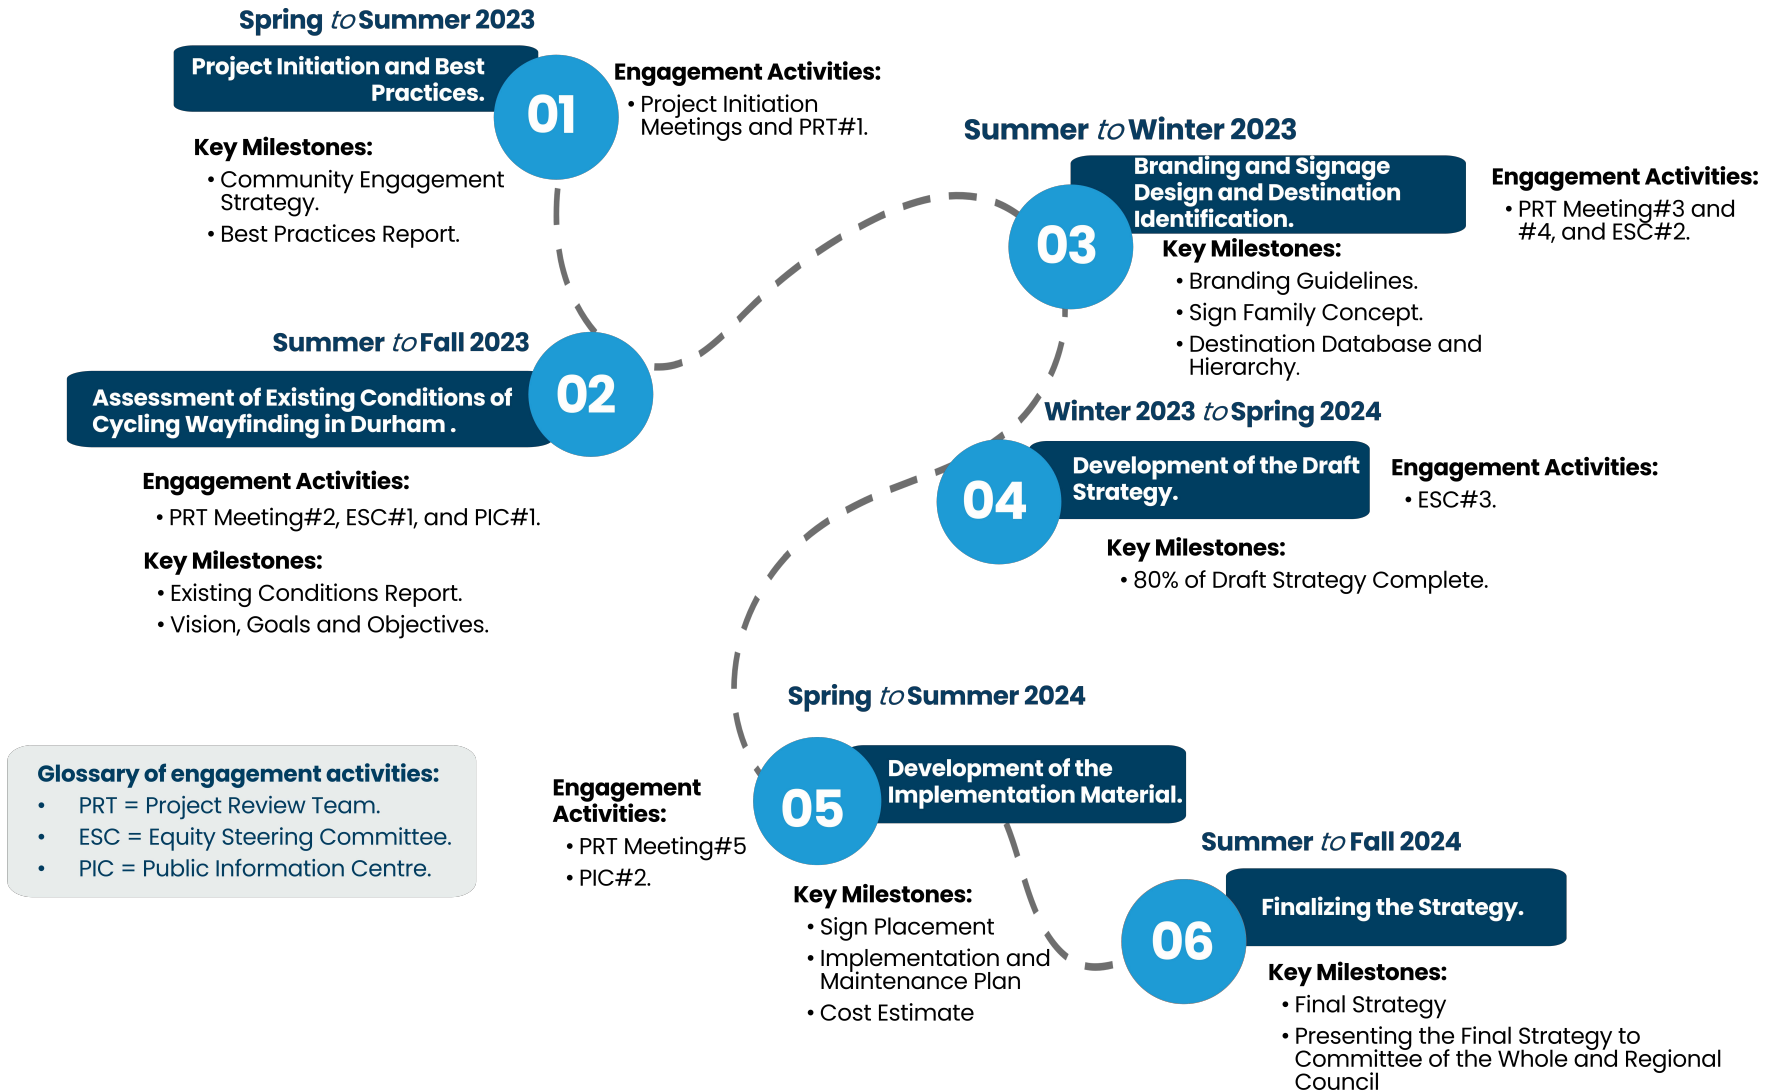 Spring to Summer 2023
Project Initiation and Best
Practices.
01
Engagement Activities:
• Project Initiation
Meetings and PRT#1.
Key Milestones:
• Community Engagement
Strategy.
• Best Practices Report.
Summer to Fall 2023
Assessment of Existing Conditions of
Cycling Wayfinding in Durham .
02
Engagement Activities:
• PRT Meeting#2, ESC#1, and PIC#1.
Key Milestones:
• Existing Conditions Report.
• Vision, Goals and Objectives.
Summer to Winter 2023
Branding and Signage
Design and Destination
Identification.
03
Engagement Activities:
• PRT Meeting#3 and
#4, and ESC#2.
Key Milestones:
• Branding Guidelines.
• Sign Family Concept.
• Destination Database and
Hierarchy.
Winter 2023 to Spring 2024
Development of the Draft
Strategy.
04
Engagement Activities:
• ESC#3.
Key Milestones:
• 80% of Draft Strategy Complete.
Spring to Summer 2024
Development of the
Implementation Material.
05
Engagement
Activities:
• PRT Meeting#5
• PIC#2.
Key Milestones:
• Sign Placement
• Implementation and
Maintenance Plan
• Cost Estimate
Summer to Fall 2024
Finalizing the Strategy.
06
Key Milestones:
• Final Strategy
• Presenting the Final Strategy to
Committee of the Whole and Regional
Council
Glossary of engagement activities:
• PRT = Project Review Team.
• ESC = Equity Steering Committee.
• PIC = Public Information Centre.